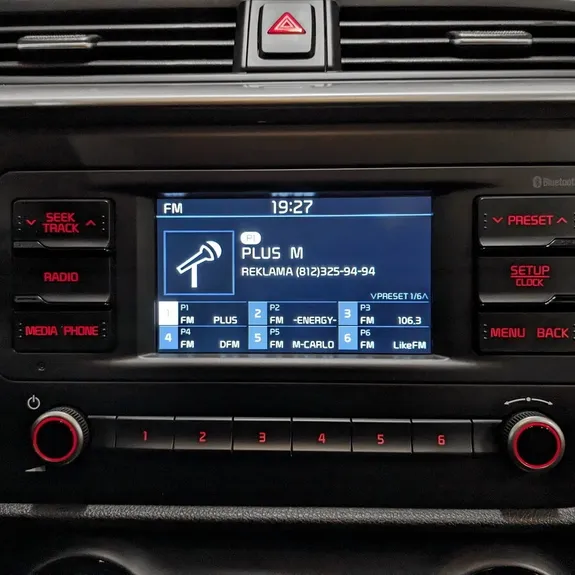 Bluetooth
FM 19:27
SEEK
TRACK
P1
PLUS M
REKLAMA (812)325-94-94
PRESET
RADIO
SETUP
CLOCK
PRESET 1/6
1 P1 FM PLUS 2 P2 FM -ENERGY- 3 P3 FM 106.3
4 P4 FM DFM 5 P5 FM M-CARLO 6 P6 FM LikeFM
MEDIA PHONE
MENU BACK
1 2 3 4 5 6